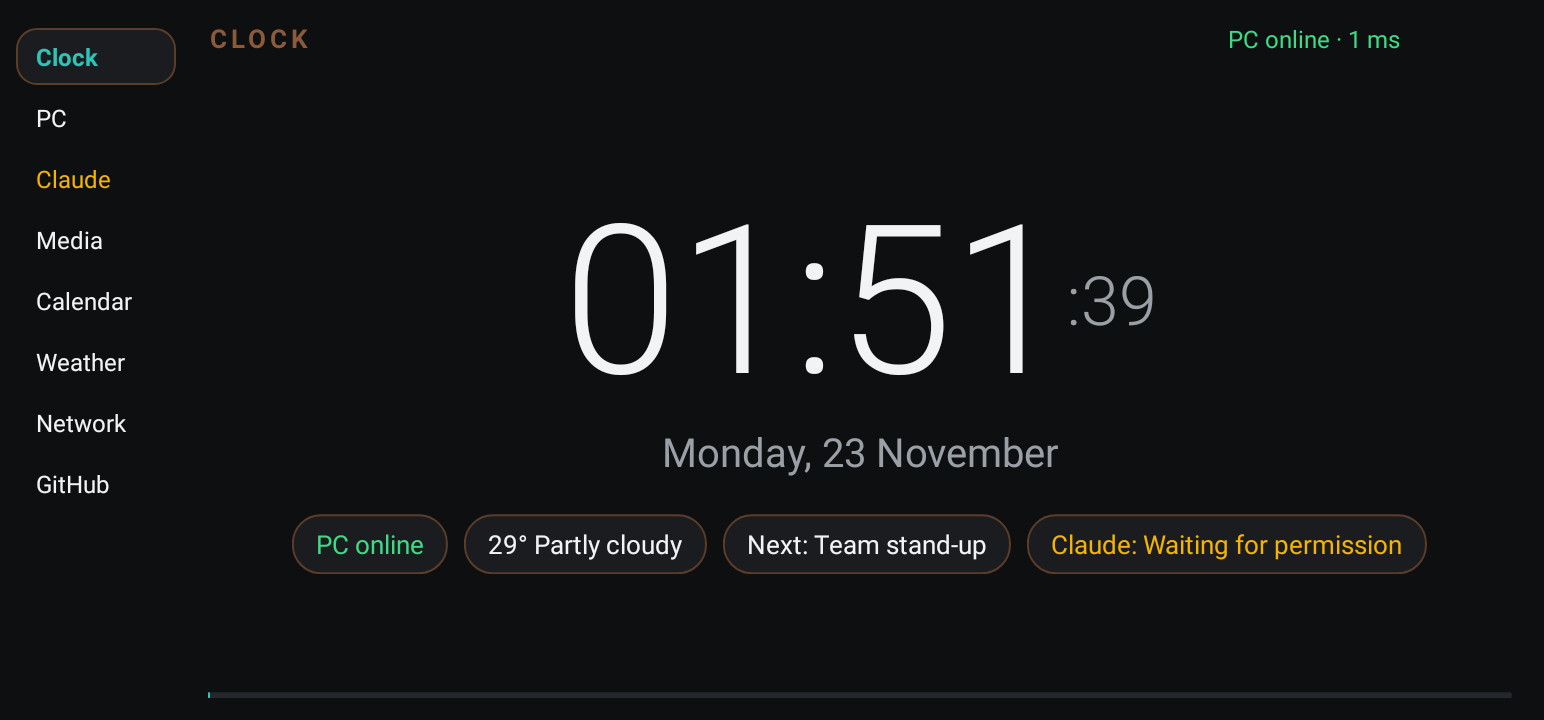 Clock
PC
Claude
Media
Calendar
Weather
Network
GitHub
CLOCK
PC online · 1 ms
01:51 :39
Monday, 23 November
PC online
29° Partly cloudy
Next: Team stand-up
Claude: Waiting for permission